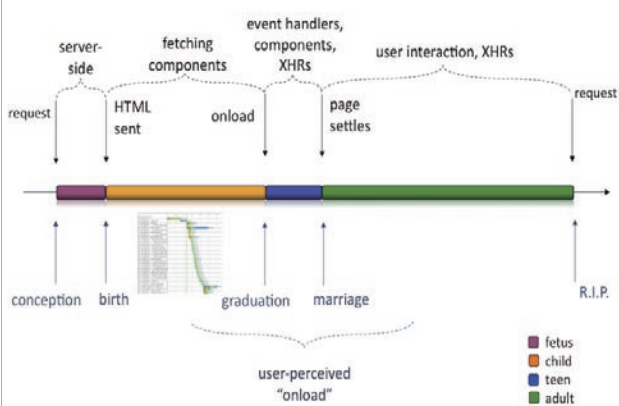 event handlers,
components,
XHRs
server-
side
fetching
components
user interaction, XHRs
request
HTML
sent
onload
page
settles
request
conception
birth
graduation
marriage
R.I.P.
user-perceived
"onload"
fetus
child
teen
adult